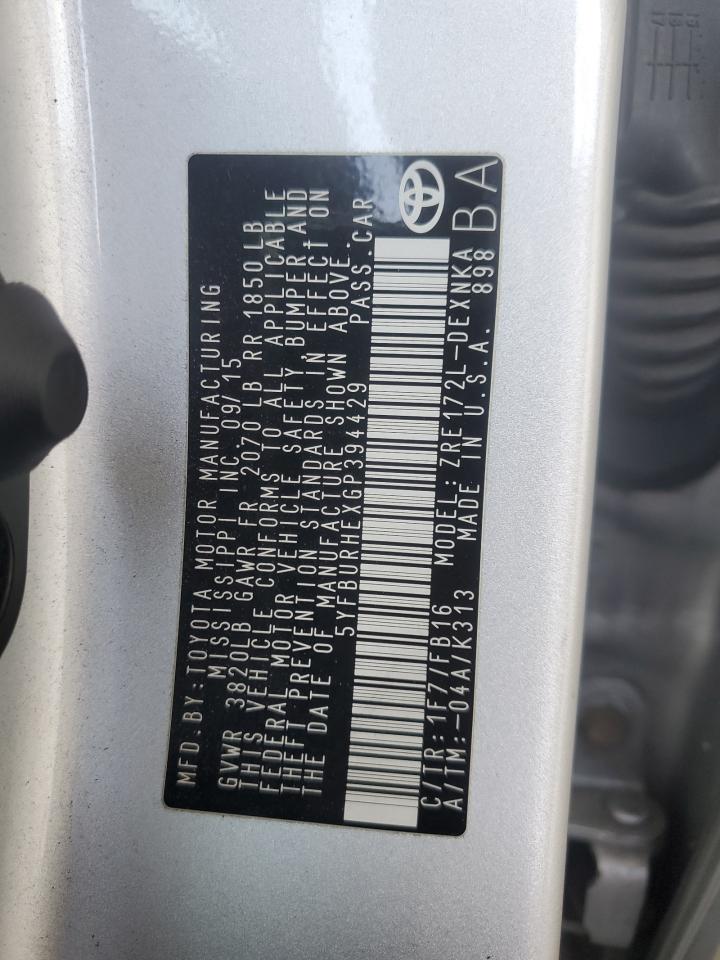 MFD.BY:TOYOTA MOTOR MANUFACTURING
MISSISSIPPI INC. 09/15
GVWR 3820LB GAWR FR 2070 LB RR 1850 LB
THIS VEHICLE CONFORMS TO ALL APPLICABLE
FEDERAL MOTOR VEHICLE SAFETY, BUMPER AND
THEFT PREVENTION STANDARDS IN EFFECT ON
THE DATE OF MANUFACTURE SHOWN ABOVE.
5YFBURHEXGP394429 PASS.CAR
C/TR:1F7/FB16 MODEL:ZRE172L-DEXNKA
A/TM:-04A/K313 MADE IN U.S.A. 898
BA